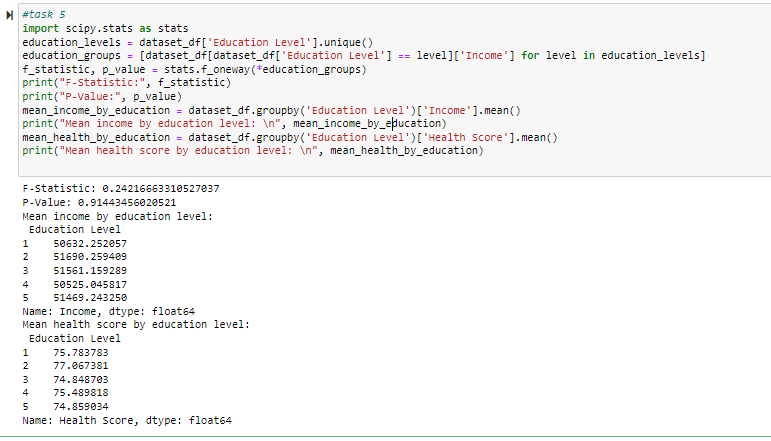 #task 5
import scipy.stats as stats
education_levels = dataset_df['Education Level'].unique()
education_groups = [dataset_df[dataset_df['Education Level'] == level]['Income'] for level in education_levels]
f_statistic, p_value = stats.f_oneway(*education_groups)
print("F-Statistic:", f_statistic)
print("P-Value:", p_value)
mean_income_by_education = dataset_df.groupby('Education Level')['Income'].mean()
print("Mean income by education level: \n", mean_income_by_education)
mean_health_by_education = dataset_df.groupby('Education Level')['Health Score'].mean()
print("Mean health score by education level: \n", mean_health_by_education)
F-Statistic: 0.24216663310527037
P-Value: 0.91443456020521
Mean income by education level:
Education Level
1    50632.252057
2    51690.259409
3    51561.159289
4    50525.045817
5    51469.243250
Name: Income, dtype: float64
Mean health score by education level:
Education Level
1    75.783783
2    77.067381
3    74.848703
4    75.489818
5    74.859034
Name: Health Score, dtype: float64